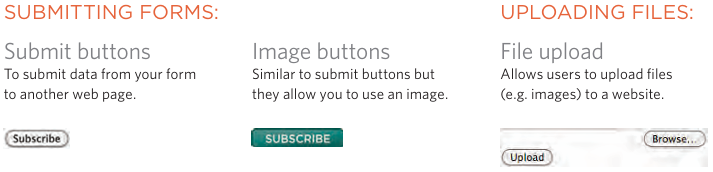 SUBMITTING FORMS:
Submit buttons
To submit data from your form
to another web page.
Subscribe
Image buttons
Similar to submit buttons but
they allow you to use an image.
SUBSCRIBE
UPLOADING FILES:
File upload
Allows users to upload files
(e.g. images) to a website.
Browse...
Upload